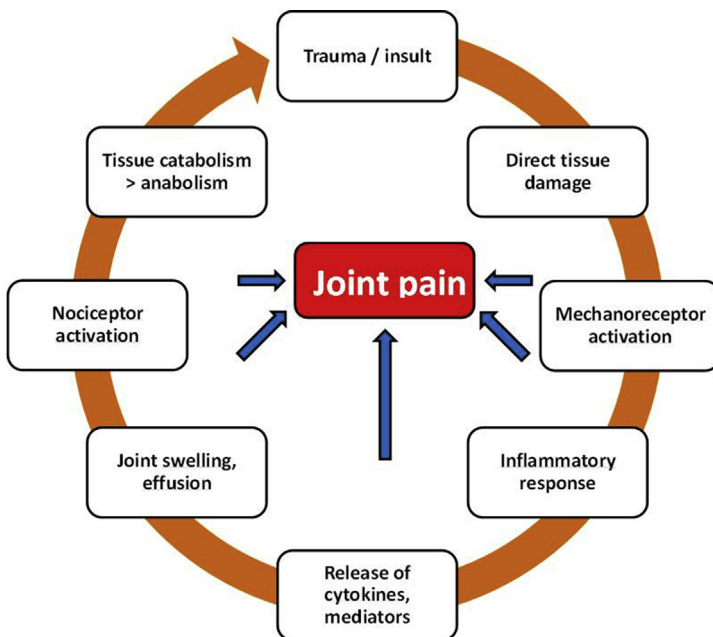 Trauma / insult
Direct tissue
damage
Mechanoreceptor
activation
Inflammatory
response
Release of
cytokines,
mediators
Joint swelling,
effusion
Nociceptor
activation
Tissue catabolism
> anabolism
Joint pain